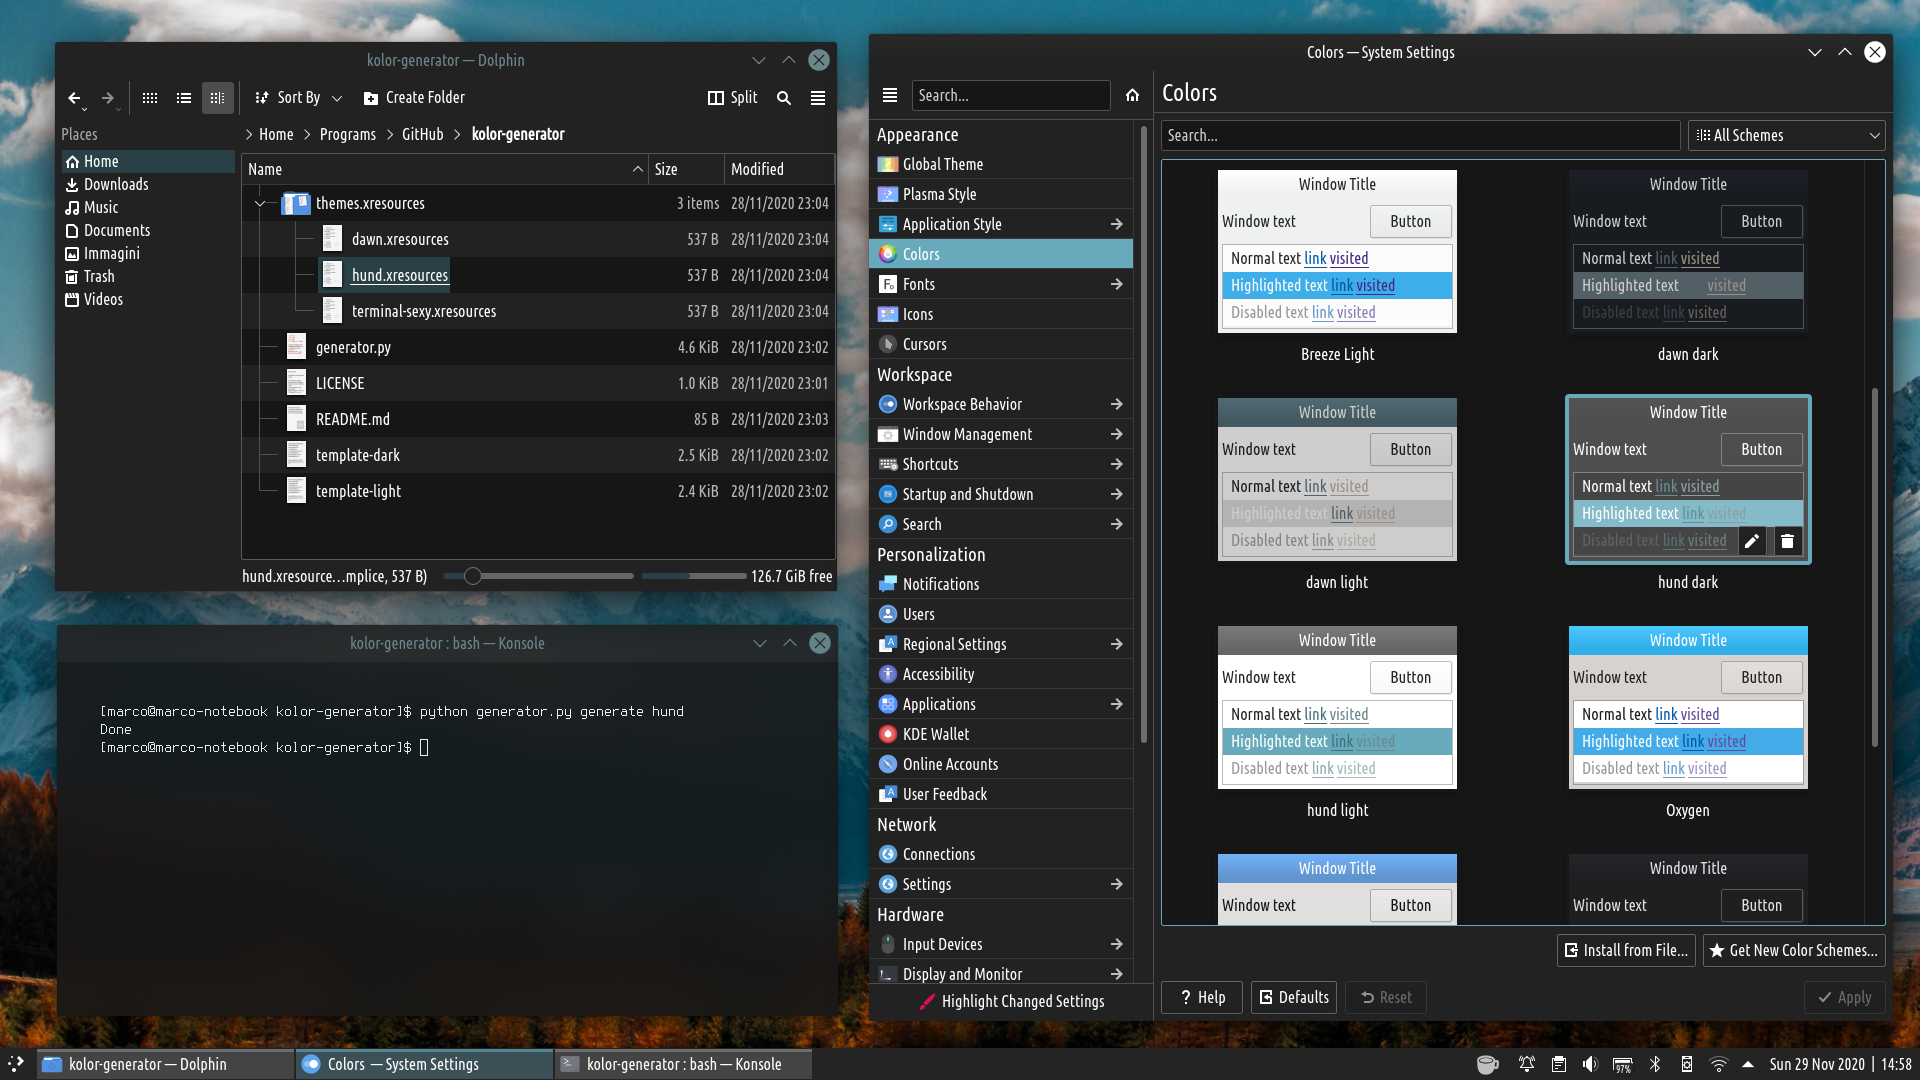 kolor-generator — Dolphin
Sort By
Create Folder
Split
Places
Home
Downloads
Music
Documents
Immagini
Trash
Videos
Home > Programs > GitHub > kolor-generator
Name Size Modified
themes.xresources 3 items 28/11/2020 23:04
dawn.xresources 537 B 28/11/2020 23:04
hund.xresources 537 B 28/11/2020 23:04
terminal-sexy.xresources 537 B 28/11/2020 23:04
generator.py 4.6 KiB 28/11/2020 23:02
LICENSE 1.0 KiB 28/11/2020 23:01
README.md 85 B 28/11/2020 23:03
template-dark 2.5 KiB 28/11/2020 23:02
template-light 2.4 KiB 28/11/2020 23:02
hund.xresource...mplice, 537 B)
126.7 GiB free
kolor-generator : bash — Konsole
[marco@marco-notebook kolor-generator]$ python generator.py generate hund
Done
[marco@marco-notebook kolor-generator]$
Colors — System Settings
Search...
Appearance
Global Theme
Plasma Style
Application Style
Colors
Fonts
Icons
Cursors
Workspace
Workspace Behavior
Window Management
Shortcuts
Startup and Shutdown
Search
Personalization
Notifications
Users
Regional Settings
Accessibility
Applications
KDE Wallet
Online Accounts
User Feedback
Network
Connections
Settings
Hardware
Input Devices
Display and Monitor
Highlight Changed Settings
Colors
Search...
All Schemes
Window Title
Window text Button
Normal text link visited
Highlighted text link visited
Disabled text link visited
Breeze Light
Window Title
Window text Button
Normal text link visited
Highlighted text visited
Disabled text link visited
dawn dark
Window Title
Window text Button
Normal text link visited
Highlighted text link visited
Disabled text link visited
dawn light
Window Title
Window text Button
Normal text link visited
Highlighted text link visited
Disabled text link visited
hund dark
Window Title
Window text Button
Normal text link visited
Highlighted text link visited
Disabled text link visited
hund light
Window Title
Window text Button
Normal text link visited
Highlighted text link visited
Disabled text link visited
Oxygen
Window Title
Window text Button
Window Title
Window text Button
Install from File...
Get New Color Schemes...
? Help
Defaults
Reset
Apply
kolor-generator — Dolphin
Colors — System Settings
kolor-generator : bash — Konsole
97%
Sun 29 Nov 2020 | 14:58